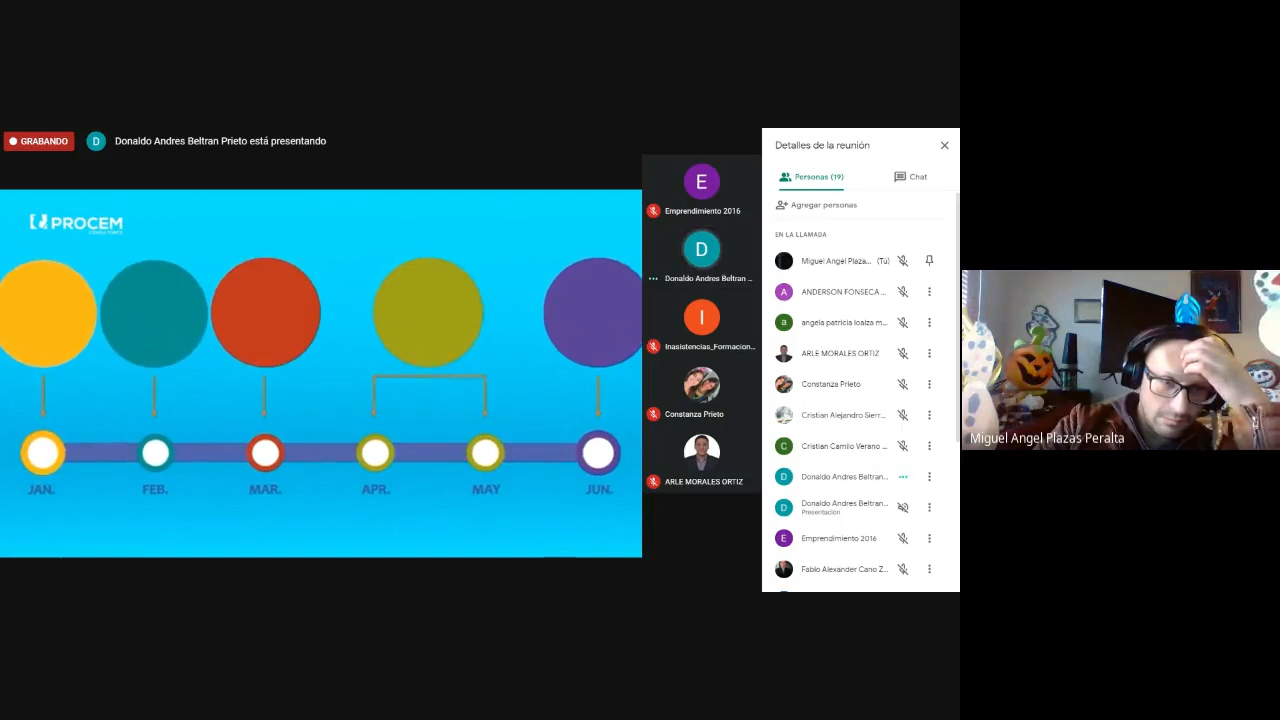 GRABANDO
D
Donaldo Andres Beltran Prieto está presentando
PROCEM
JAN.
FEB.
MAR.
APR.
MAY
JUN.
E
Emprendimiento 2016
D
Donaldo Andres Beltran ...
I
Inasistencias_Formacion...
Constanza Prieto
ARLE MORALES ORTIZ
Detalles de la reunión
Personas (19)
Chat
Agregar personas
EN LA LLAMADA
Miguel Angel Plaza... (Tú)
A
ANDERSON FONSECA ...
a
angela patricia loaiza m...
ARLE MORALES ORTIZ
Constanza Prieto
Cristian Alejandro Sierr...
C
Cristian Camilo Verano ...
D
Donaldo Andres Beltran...
D
Donaldo Andres Beltran...
Presentación
E
Emprendimiento 2016
Fabio Alexander Cano Z...
Miguel Angel Plazas Peralta